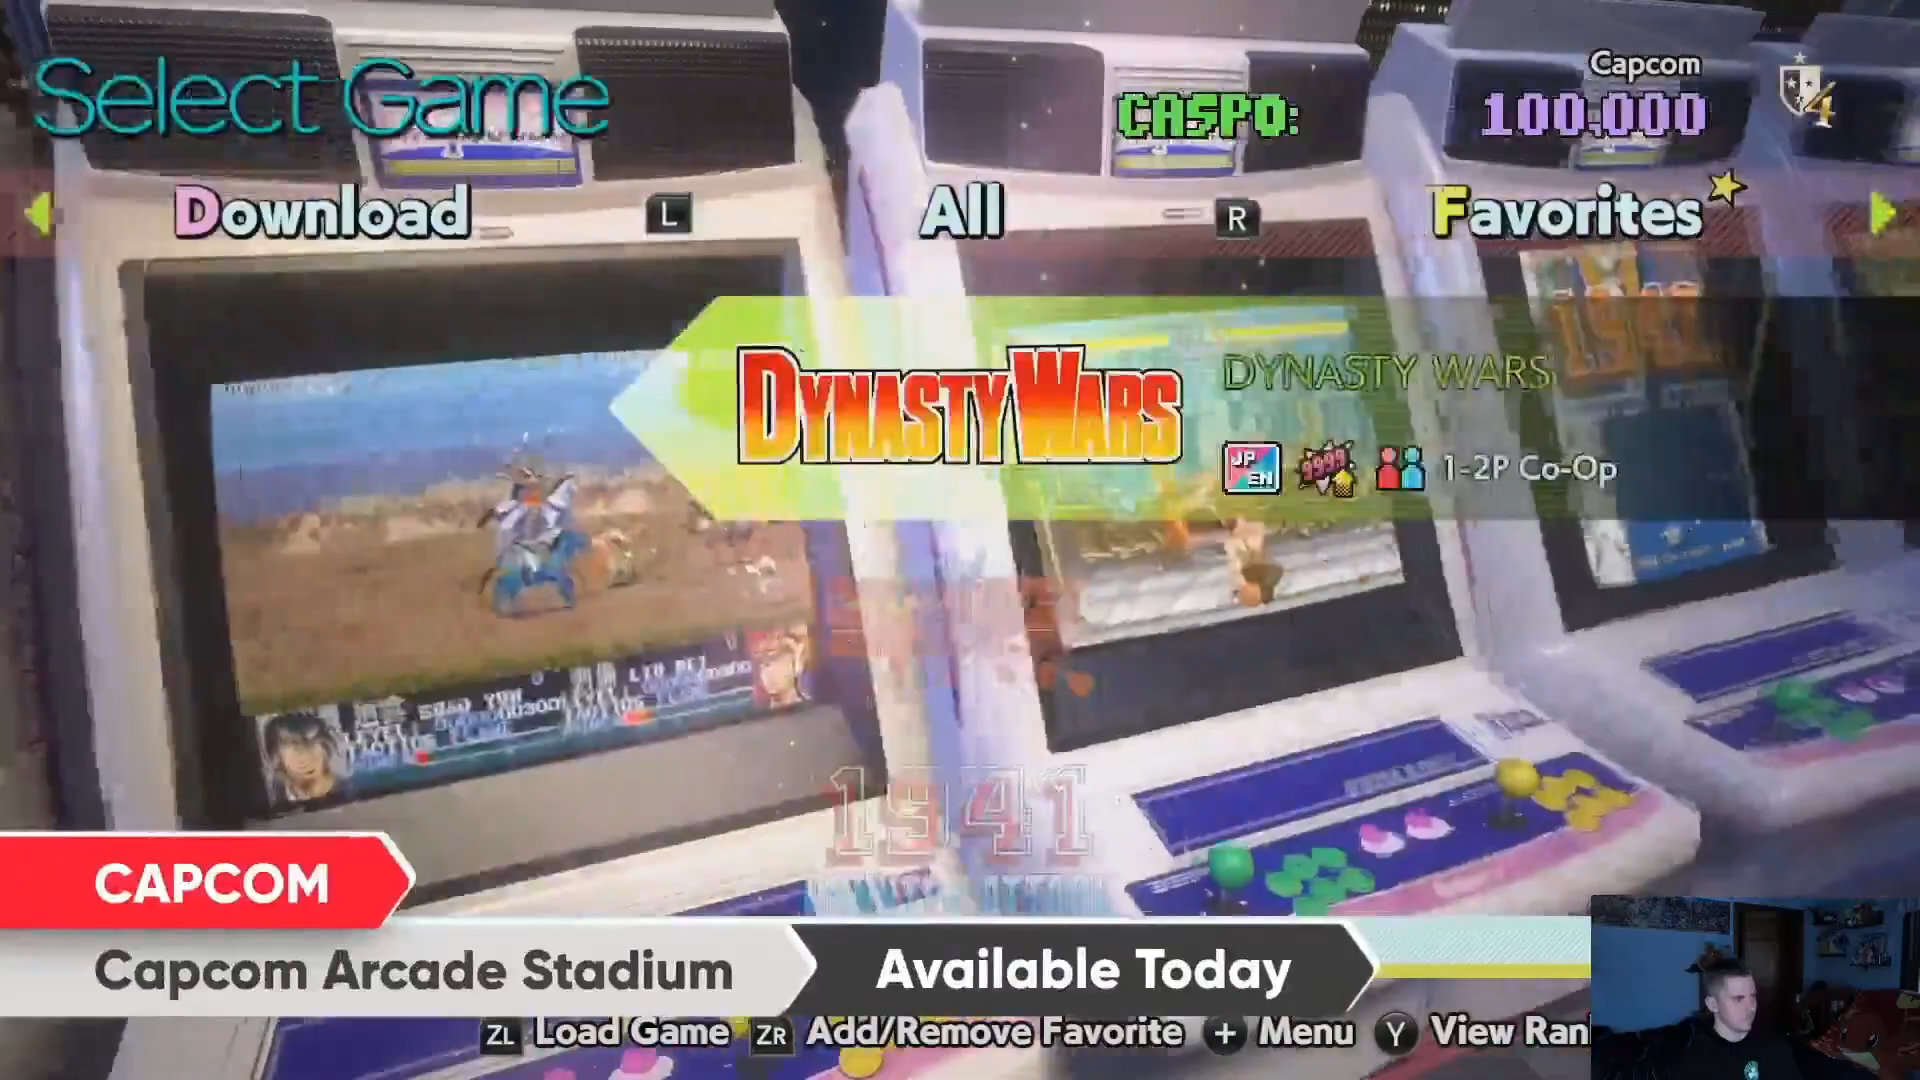 Select Game
CASPO:
Capcom
100,000
Download
L
All
R
Favorites
DYNASTY WARS
DYNASTY WARS
JP
EN
9999
1-2P Co-Op
1941
CAPCOM
Capcom Arcade Stadium
Available Today
ZL Load Game ZR Add/Remove Favorite + Menu Y View Ran